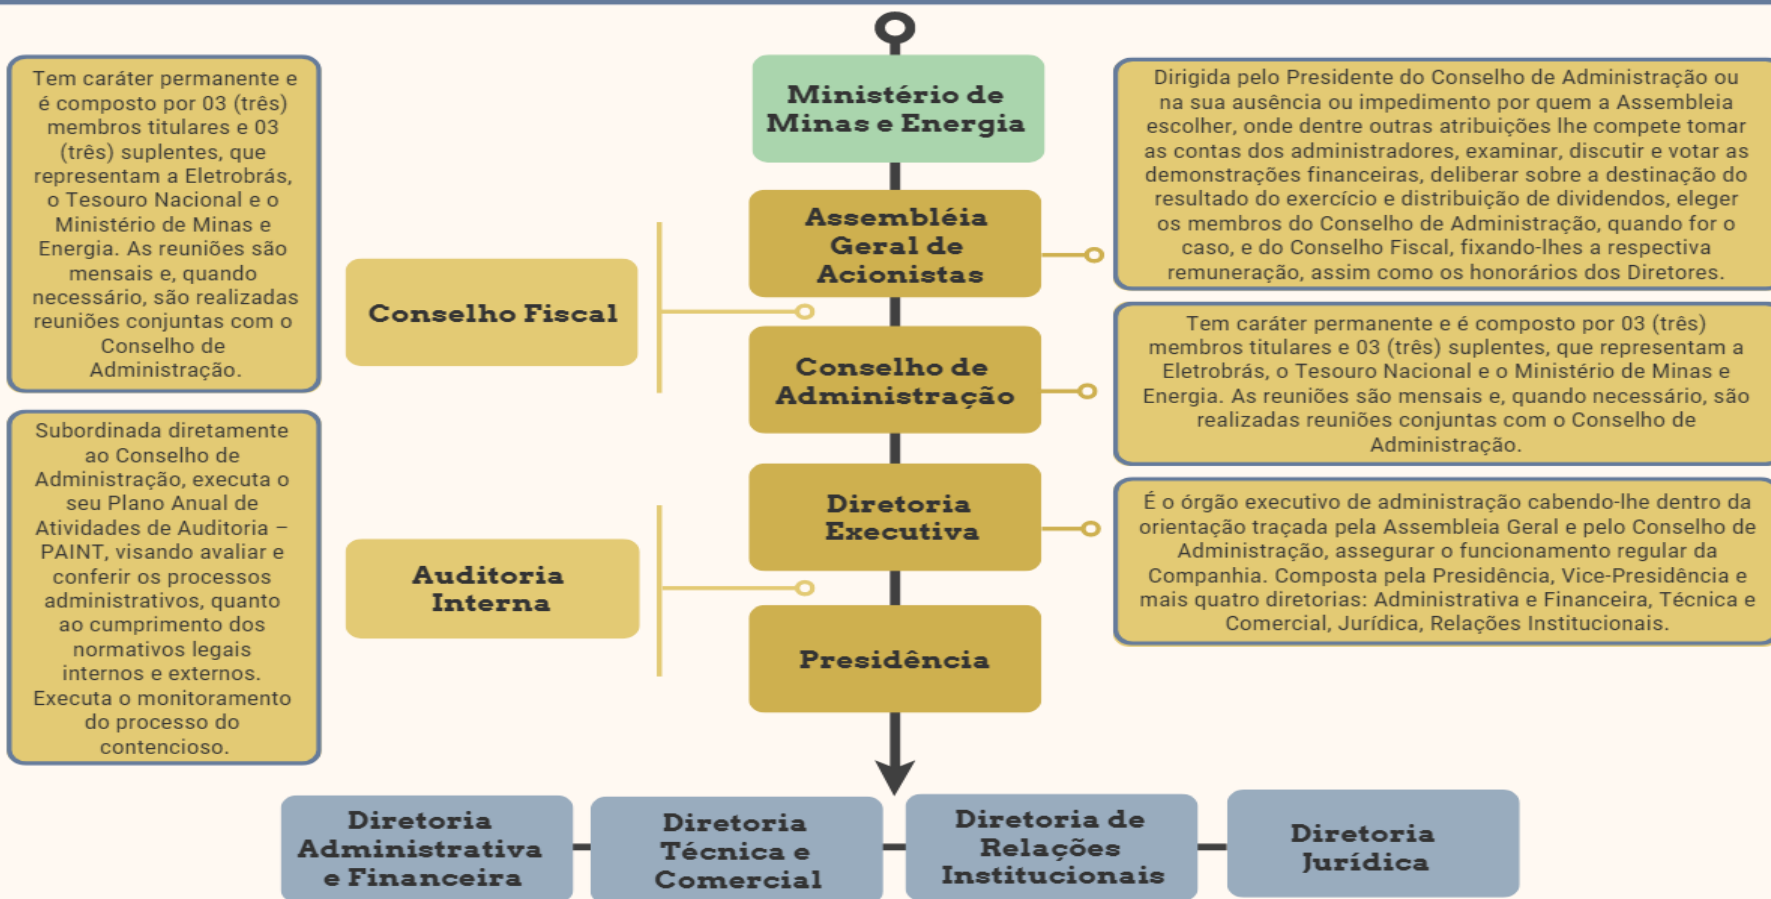 Tem caráter permanente e
é composto por 03 (três)
membros titulares e 03
(três) suplentes, que
representam a Eletrobrás,
o Tesouro Nacional e o
Ministério de Minas e
Energia. As reuniões são
mensais e, quando
necessário, são realizadas
reuniões conjuntas com o
Conselho de
Administração.
Subordinada diretamente
ao Conselho de
Administração, executa o
seu Plano Anual de
Atividades de Auditoria –
PAINT, visando avaliar e
conferir os processos
administrativos, quanto
ao cumprimento dos
normativos legais
internos e externos.
Executa o monitoramento
do processo do
contencioso.
Conselho Fiscal
Auditoria
Interna
Ministério de
Minas e Energia
Assembléia
Geral de
Acionistas
Conselho de
Administração
Diretoria
Executiva
Presidência
Dirigida pelo Presidente do Conselho de Administração ou
na sua ausência ou impedimento por quem a Assembleia
escolher, onde dentre outras atribuições lhe compete tomar
as contas dos administradores, examinar, discutir e votar as
demonstrações financeiras, deliberar sobre a destinação do
resultado do exercício e distribuição de dividendos, eleger
os membros do Conselho de Administração, quando for o
caso, e do Conselho Fiscal, fixando-lhes a respectiva
remuneração, assim como os honorários dos Diretores.
Tem caráter permanente e é composto por 03 (três)
membros titulares e 03 (três) suplentes, que representam a
Eletrobrás, o Tesouro Nacional e o Ministério de Minas e
Energia. As reuniões são mensais e, quando necessário, são
realizadas reuniões conjuntas com o Conselho de
Administração.
É o órgão executivo de administração cabendo-lhe dentro da
orientação traçada pela Assembleia Geral e pelo Conselho de
Administração, assegurar o funcionamento regular da
Companhia. Composta pela Presidência, Vice-Presidência e
mais quatro diretorias: Administrativa e Financeira, Técnica e
Comercial, Jurídica, Relações Institucionais.
Diretoria
Administrativa
e Financeira
Diretoria
Técnica e
Comercial
Diretoria de
Relações
Institucionais
Diretoria
Jurídica